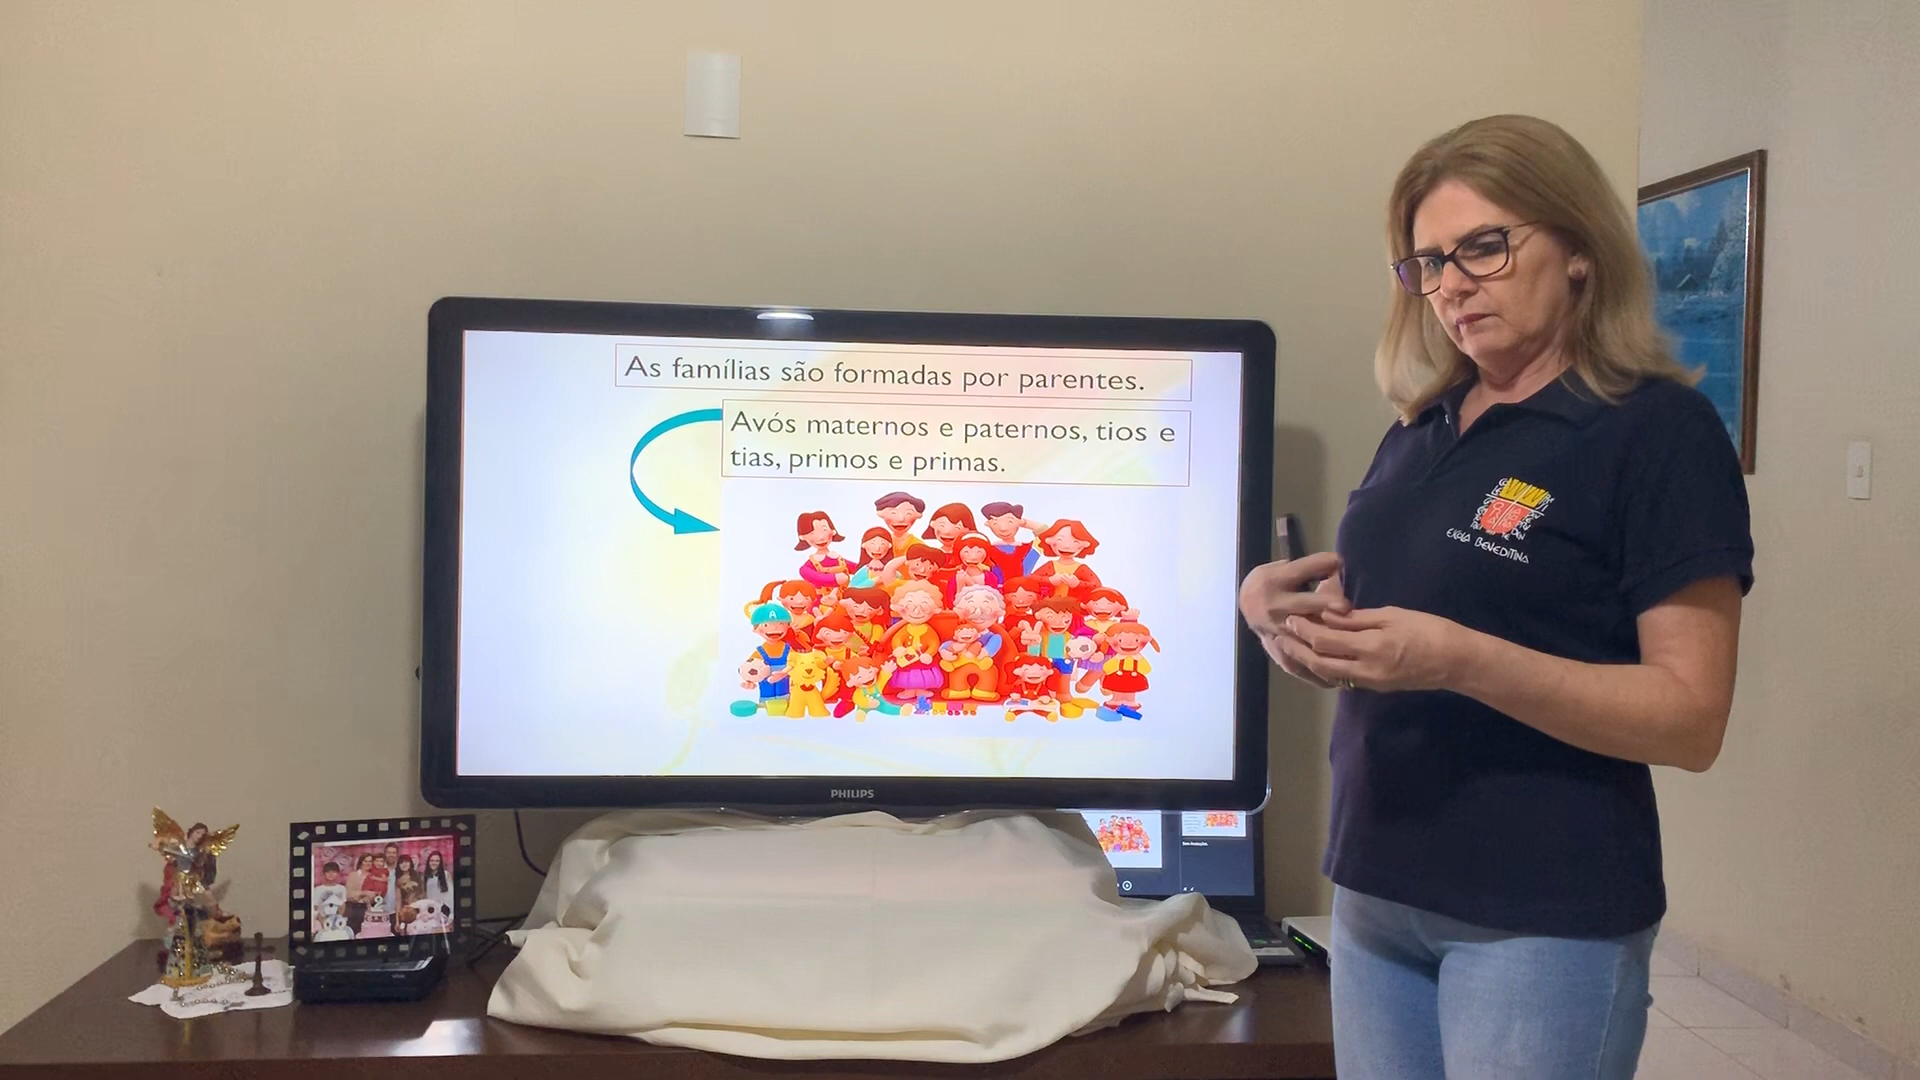 As famílias são formadas por parentes.
Avós maternos e paternos, tios e
tias, primos e primas.
PHILIPS
ESCOLA BENEDITINA